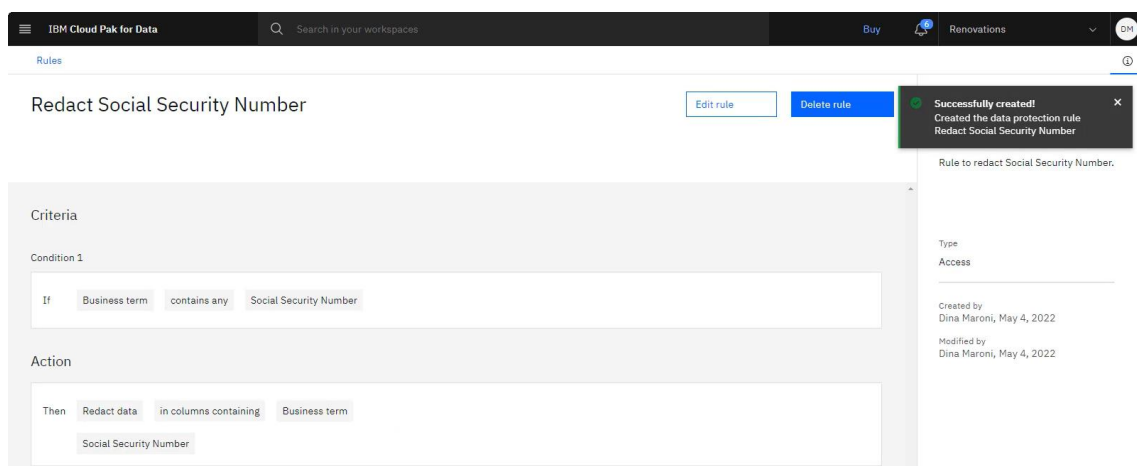 IBM Cloud Pak for Data
Search in your workspaces
Buy
6
Renovations
DM
Rules
Redact Social Security Number
Edit rule
Delete rule
Successfully created!
Created the data protection rule
Redact Social Security Number
Rule to redact Social Security Number.
Criteria
Condition 1
If Business term contains any Social Security Number
Action
Then Redact data in columns containing Business term
Social Security Number
Type
Access
Created by
Dina Maroni, May 4, 2022
Modified by
Dina Maroni, May 4, 2022